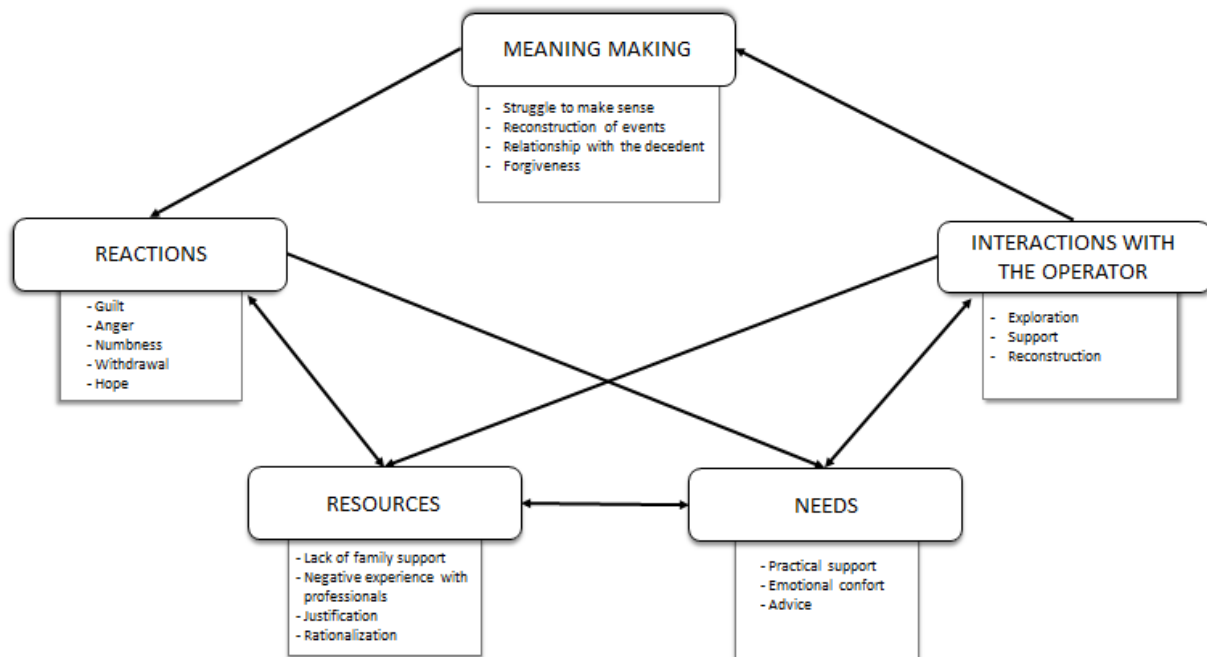 MEANING MAKING
- Struggle to make sense
- Reconstruction of events
- Relationship with the decedent
- Forgiveness
REACTIONS
- Guilt
- Anger
- Numbness
- Withdrawal
- Hope
INTERACTIONS WITH
THE OPERATOR
- Exploration
- Support
- Reconstruction
RESOURCES
- Lack of family support
- Negative experience with
professionals
- Justification
- Rationalization
NEEDS
- Practical support
- Emotional confort
- Advice